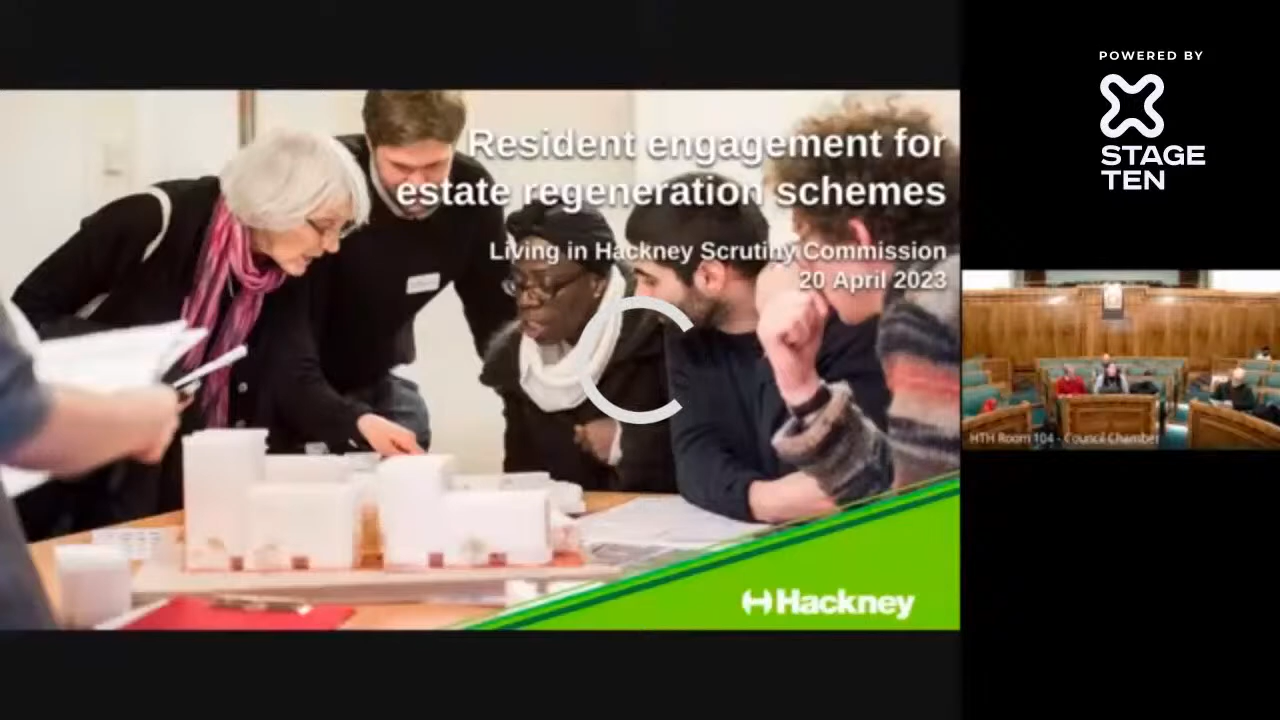 Resident engagement for
estate regeneration schemes
Living in Hackney Scrutiny Commission
20 April 2023
Hackney
POWERED BY
STAGE
TEN
HTH Room 104 - Council Chamber